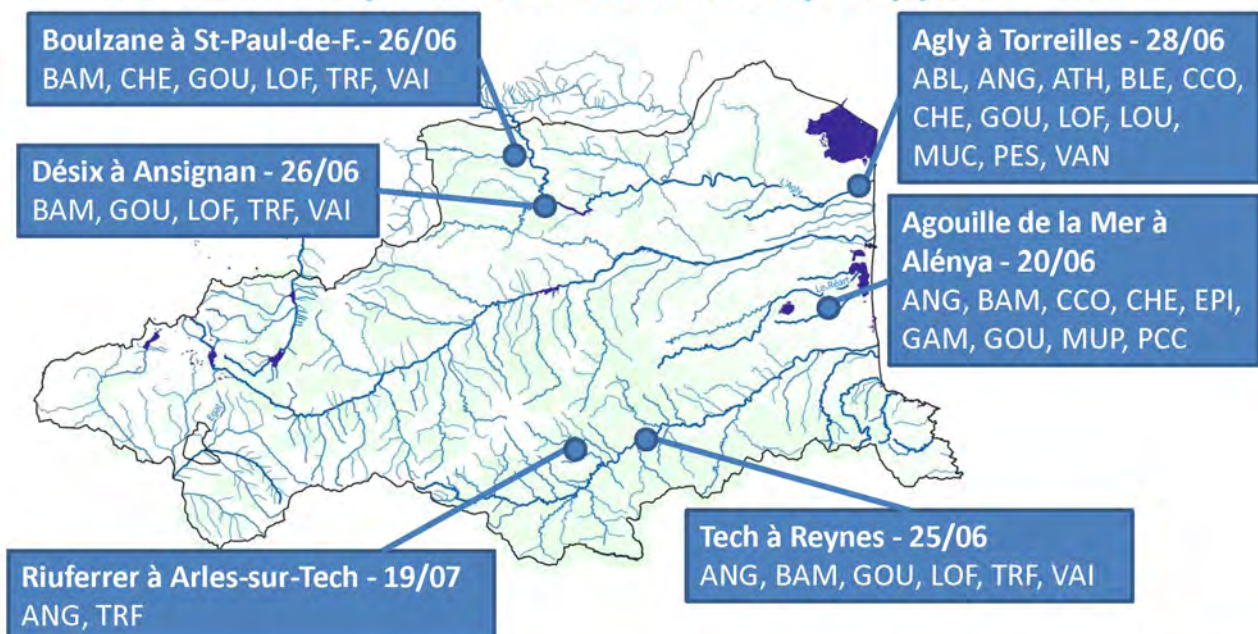 Boulzane à St-Paul-de-F.- 26/06
BAM, CHE, GOU, LOF, TRF, VAI
Désix à Ansignan - 26/06
BAM, GOU, LOF, TRF, VAI
Agly à Torreilles - 28/06
ABL, ANG, ATH, BLE, CCO,
CHE, GOU, LOF, LOU,
MUC, PES, VAN
L'Agly
Agouille de la Mer à
Alénya - 20/06
ANG, BAM, CCO, CHE, EPI,
GAM, GOU, MUP, PCC
Le Réart
Tech à Reynes - 25/06
ANG, BAM, GOU, LOF, TRF, VAI
Riuferrer à Arles-sur-Tech - 19/07
ANG, TRF